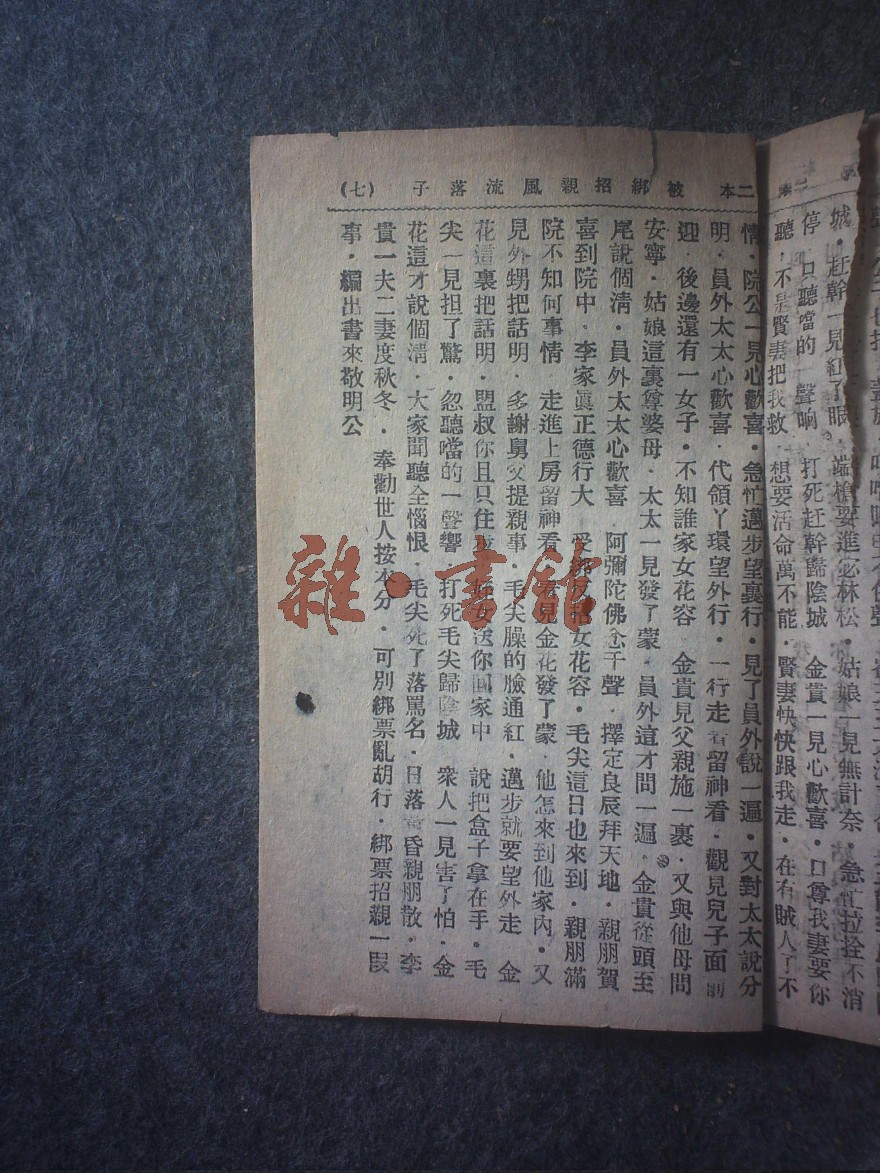 二本 被綁招親風流落子 (七)
城·赶幹一見紅了眼 端槍要進密林松·姑娘一見無計奈·急忙拉拴不消
停 只聽噹的一聲响 打死赶幹歸陰城 金貴一見心歡喜·口尊我妻要你
聽·不是賢妻把我救 想要活命萬不能·賢妻快快跟我走·在有賊人了不
情·院公一見心歡喜·急忙邁步望裏行·見了員外說一遍·又對太太說分
明·員外太太心歡喜·代領丫環望外行·一行走着留神看·觀見兒子面前
迎·後邊還有一女子·不知誰家女花容 金貴見父親施一裹·又與他母問
安寧·姑娘這裏尊婆母·太太一見發了蒙·員外這才問一遍·金貴從頭至
尾說個清·員外太太心歡喜 阿彌陀佛念千聲·擇定良辰拜天地·親朋賀
喜到院中·李家眞正德行大 女花容·毛尖這日也來到·親朋滿
院不知何事情 走進上房留神看 見金花發了蒙·他怎來到他家內·又
見外甥把話明·多謝舅父提親事·毛尖臊的臉通紅·邁步就要望外走 金
花這裏把話明·盟叔你且只住 送你回家中 說把盒子拿在手·毛
尖一見担了驚·忽聽噹的一聲響 打死毛尖歸陰城 衆人一見害了怕·金
花這才說個淸·大家聞聽全惱恨·毛尖死了落罵名·日落黃昏親朋散·李
貴一夫二妻度秋冬·奉勸世人按本分·可別綁票亂胡行·綁票招親一段
事·編出書來敬明公
雜·書館